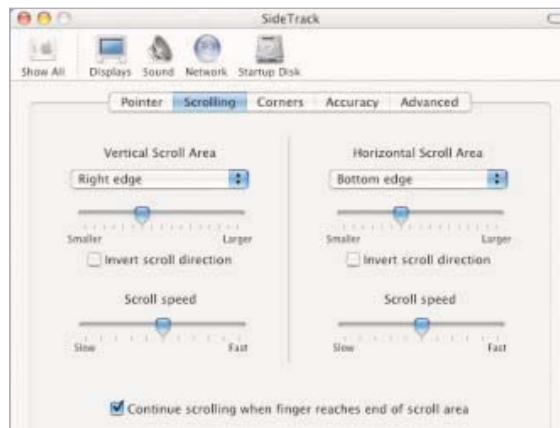 SideTrack
Show All Displays Sound Network Startup Disk
Pointer Scrolling Corners Accuracy Advanced
Vertical Scroll Area Horizontal Scroll Area
Right edge Bottom edge
Smaller Larger Smaller Larger
Invert scroll direction Invert scroll direction
Scroll speed Scroll speed
Slow Fast Slow Fast
Continue scrolling when finger reaches end of scroll area